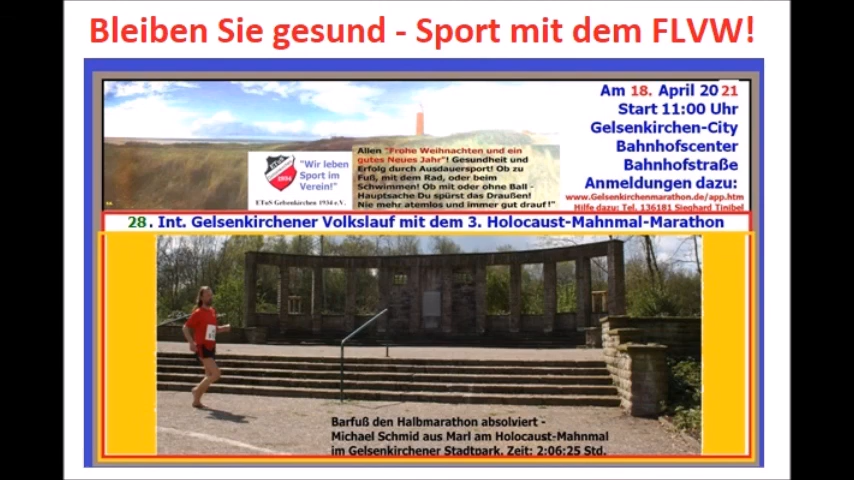 Bleiben Sie gesund - Sport mit dem FLVW!
Am 18. April 2021
Start 11:00 Uhr
Gelsenkirchen-City
Bahnhofscenter
Bahnhofstraße
Anmeldungen dazu:
www.Gelsenkirchenmarathon.de/app.htm
Hilfe dazu: Tel. 136181 Sieghard Tinibel
"Wir leben
Sport im
Verein!"
ETuS Gelsenkirchen 1934 e.V.
Allen "Frohe Weihnachten und ein
gutes Neues Jahr"! Gesundheit und
Erfolg durch Ausdauersport! Ob zu
Fuß, mit dem Rad, oder beim
Schwimmen! Ob mit oder ohne Ball -
Hauptsache Du spürst das Draußen!
Nie mehr atemlos und immer gut drauf!"
28. Int. Gelsenkirchener Volkslauf mit dem 3. Holocaust-Mahnmal-Marathon
Barfuß den Halbmarathon absolviert -
Michael Schmid aus Marl am Holocaust-Mahnmal
im Gelsenkirchener Stadtpark. Zeit: 2:06:25 Std.